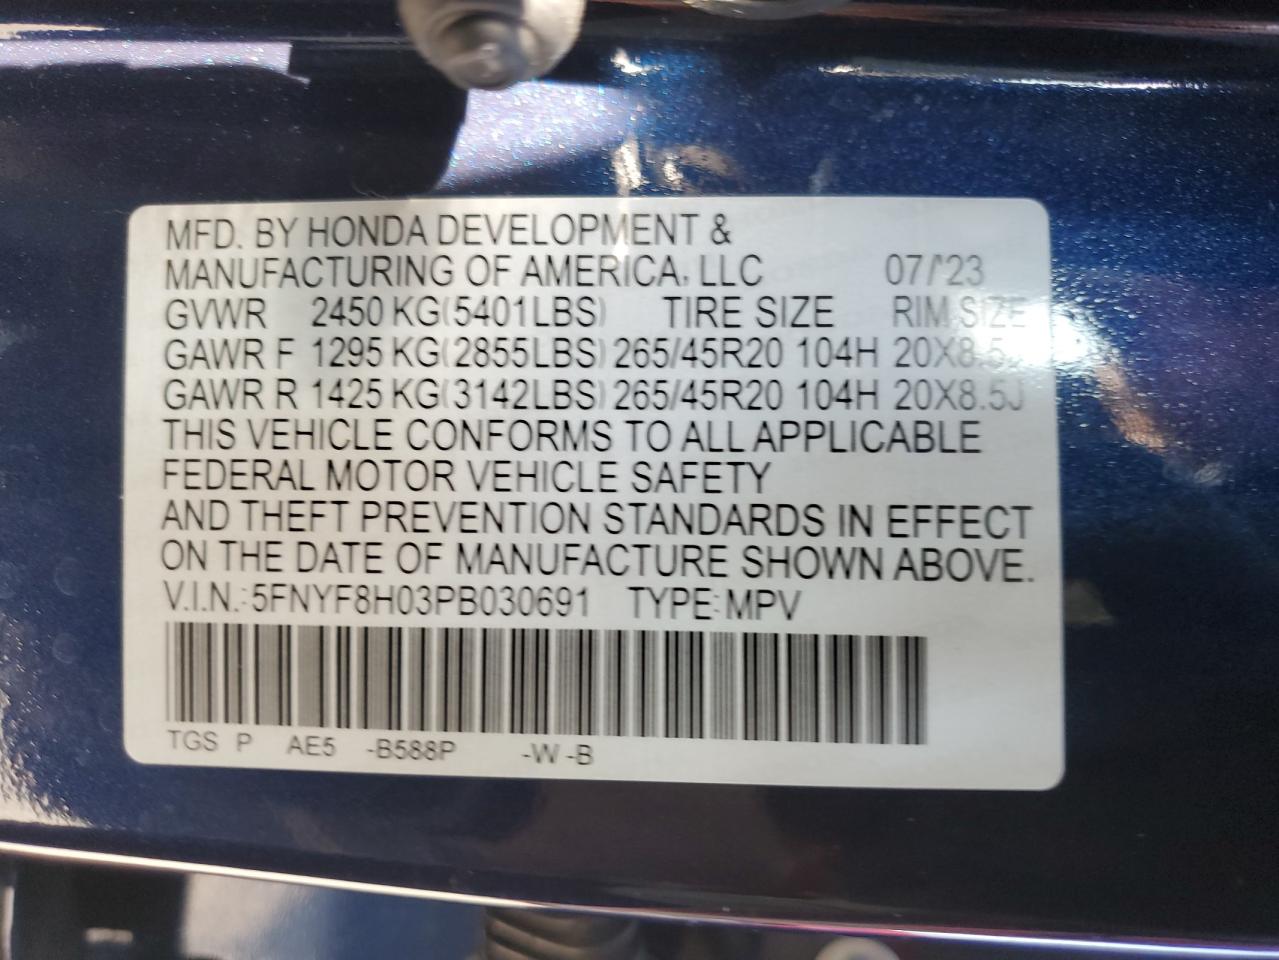 MFD. BY HONDA DEVELOPMENT &
MANUFACTURING OF AMERICA, LLC 07/'23
GVWR 2450 KG(5401LBS) TIRE SIZE RIM SIZE
GAWR F 1295 KG(2855LBS) 265/45R20 104H 20X8.5J
GAWR R 1425 KG(3142LBS) 265/45R20 104H 20X8.5J
THIS VEHICLE CONFORMS TO ALL APPLICABLE
FEDERAL MOTOR VEHICLE SAFETY
AND THEFT PREVENTION STANDARDS IN EFFECT
ON THE DATE OF MANUFACTURE SHOWN ABOVE.
V.I.N.:5FNYF8H03PB030691 TYPE:MPV
TGS P AE5 -B588P -W -B